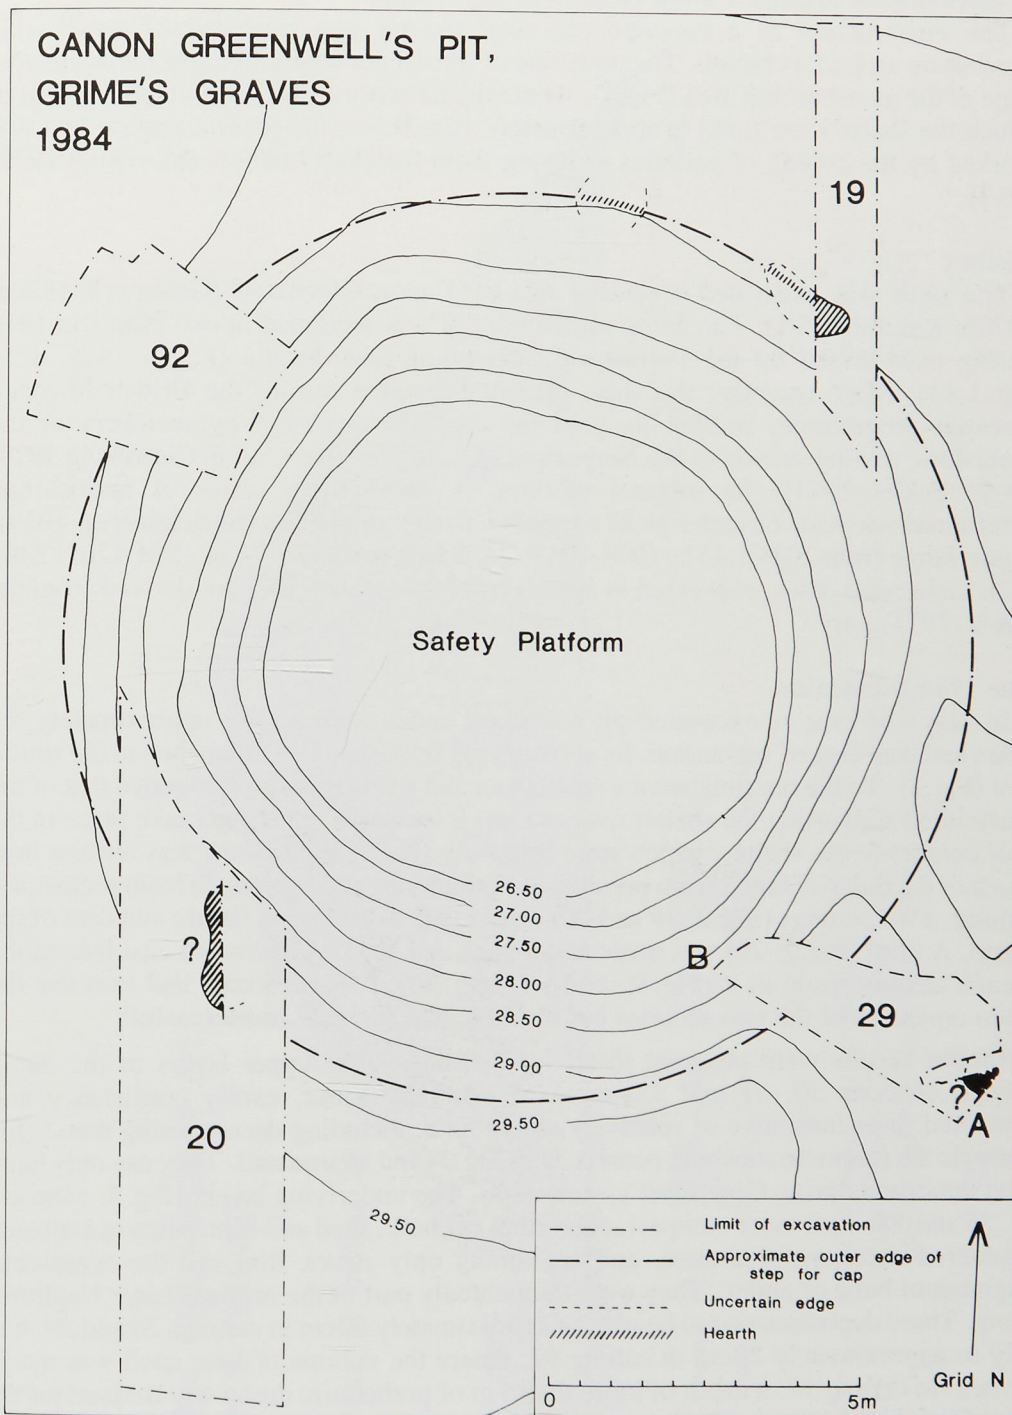 CANON GREENWELL'S PIT,
GRIME'S GRAVES
1984
19
92
Safety Platform
26.50
27.00
27.50
28.00
28.50
29.00
29.50
B
29
?
?
A
20
29.50
Limit of excavation
Approximate outer edge of
step for cap
Uncertain edge
Hearth
Grid N
0
5m